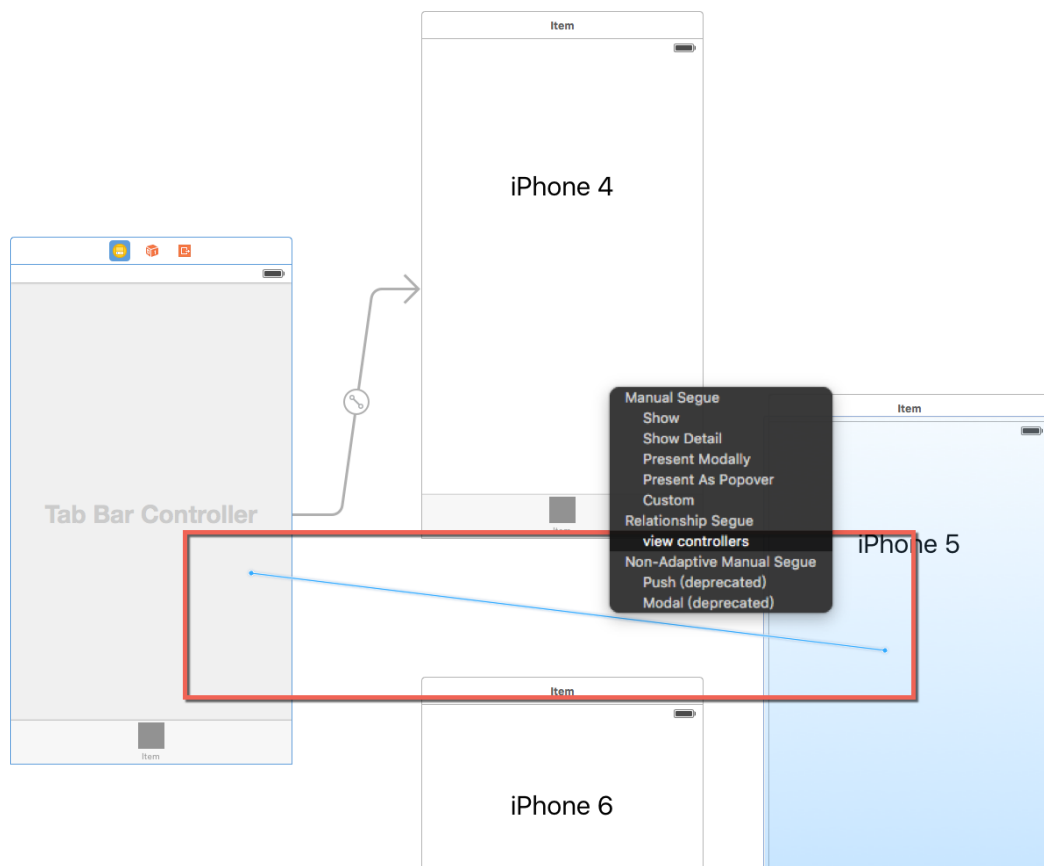 Item
iPhone 4
Tab Bar Controller
Item
Item
Manual Segue
Show
Show Detail
Present Modally
Present As Popover
Custom
Relationship Segue
view controllers
Non-Adaptive Manual Segue
Push (deprecated)
Modal (deprecated)
Item
iPhone 5
Item
iPhone 6